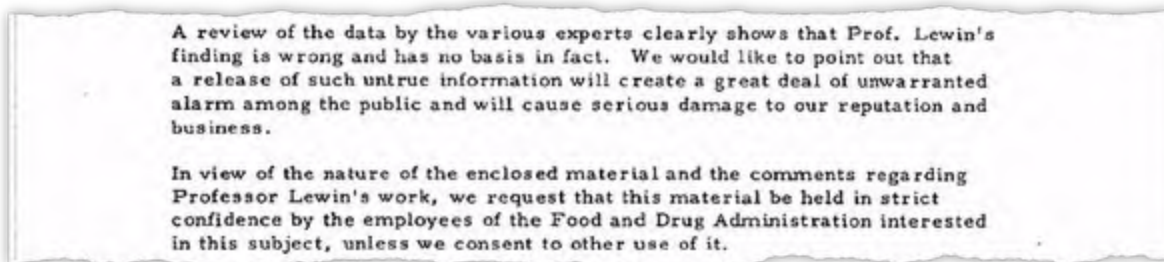 A review of the data by the various experts clearly shows that Prof. Lewin's
finding is wrong and has no basis in fact. We would like to point out that
a release of such untrue information will create a great deal of unwarranted
alarm among the public and will cause serious damage to our reputation and
business.
In view of the nature of the enclosed material and the comments regarding
Professor Lewin's work, we request that this material be held in strict
confidence by the employees of the Food and Drug Administration interested
in this subject, unless we consent to other use of it.